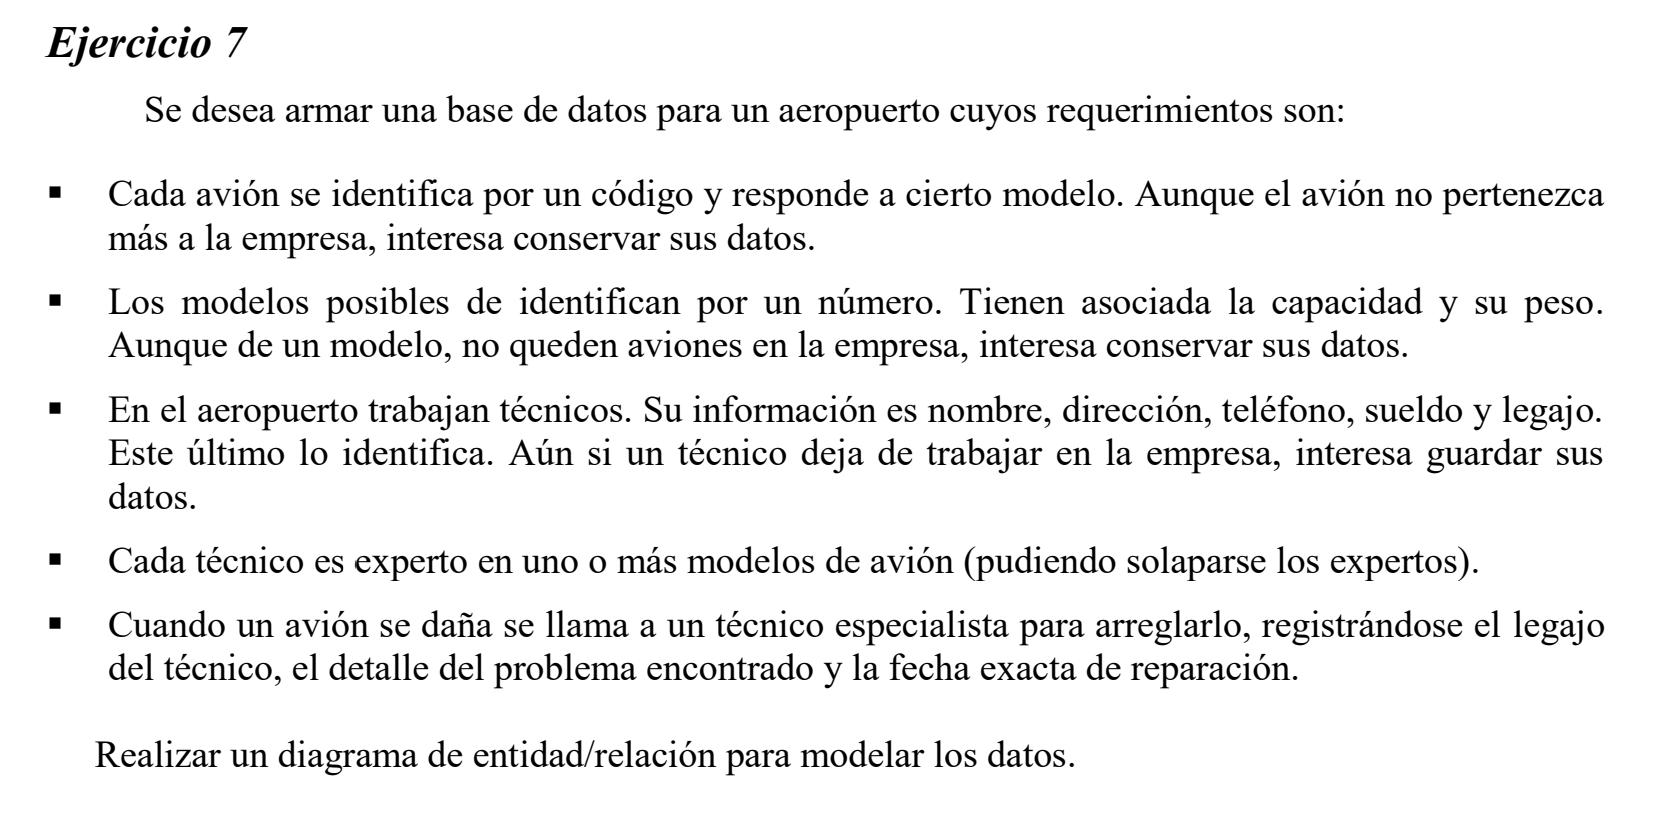 Ejercicio 7
Se desea armar una base de datos para un aeropuerto cuyos requerimientos son:
▪ Cada avión se identifica por un código y responde a cierto modelo. Aunque el avión no pertenezca
más a la empresa, interesa conservar sus datos.
▪ Los modelos posibles de identifican por un número. Tienen asociada la capacidad y su peso.
Aunque de un modelo, no queden aviones en la empresa, interesa conservar sus datos.
▪ En el aeropuerto trabajan técnicos. Su información es nombre, dirección, teléfono, sueldo y legajo.
Este último lo identifica. Aún si un técnico deja de trabajar en la empresa, interesa guardar sus
datos.
▪ Cada técnico es experto en uno o más modelos de avión (pudiendo solaparse los expertos).
▪ Cuando un avión se daña se llama a un técnico especialista para arreglarlo, registrándose el legajo
del técnico, el detalle del problema encontrado y la fecha exacta de reparación.
Realizar un diagrama de entidad/relación para modelar los datos.